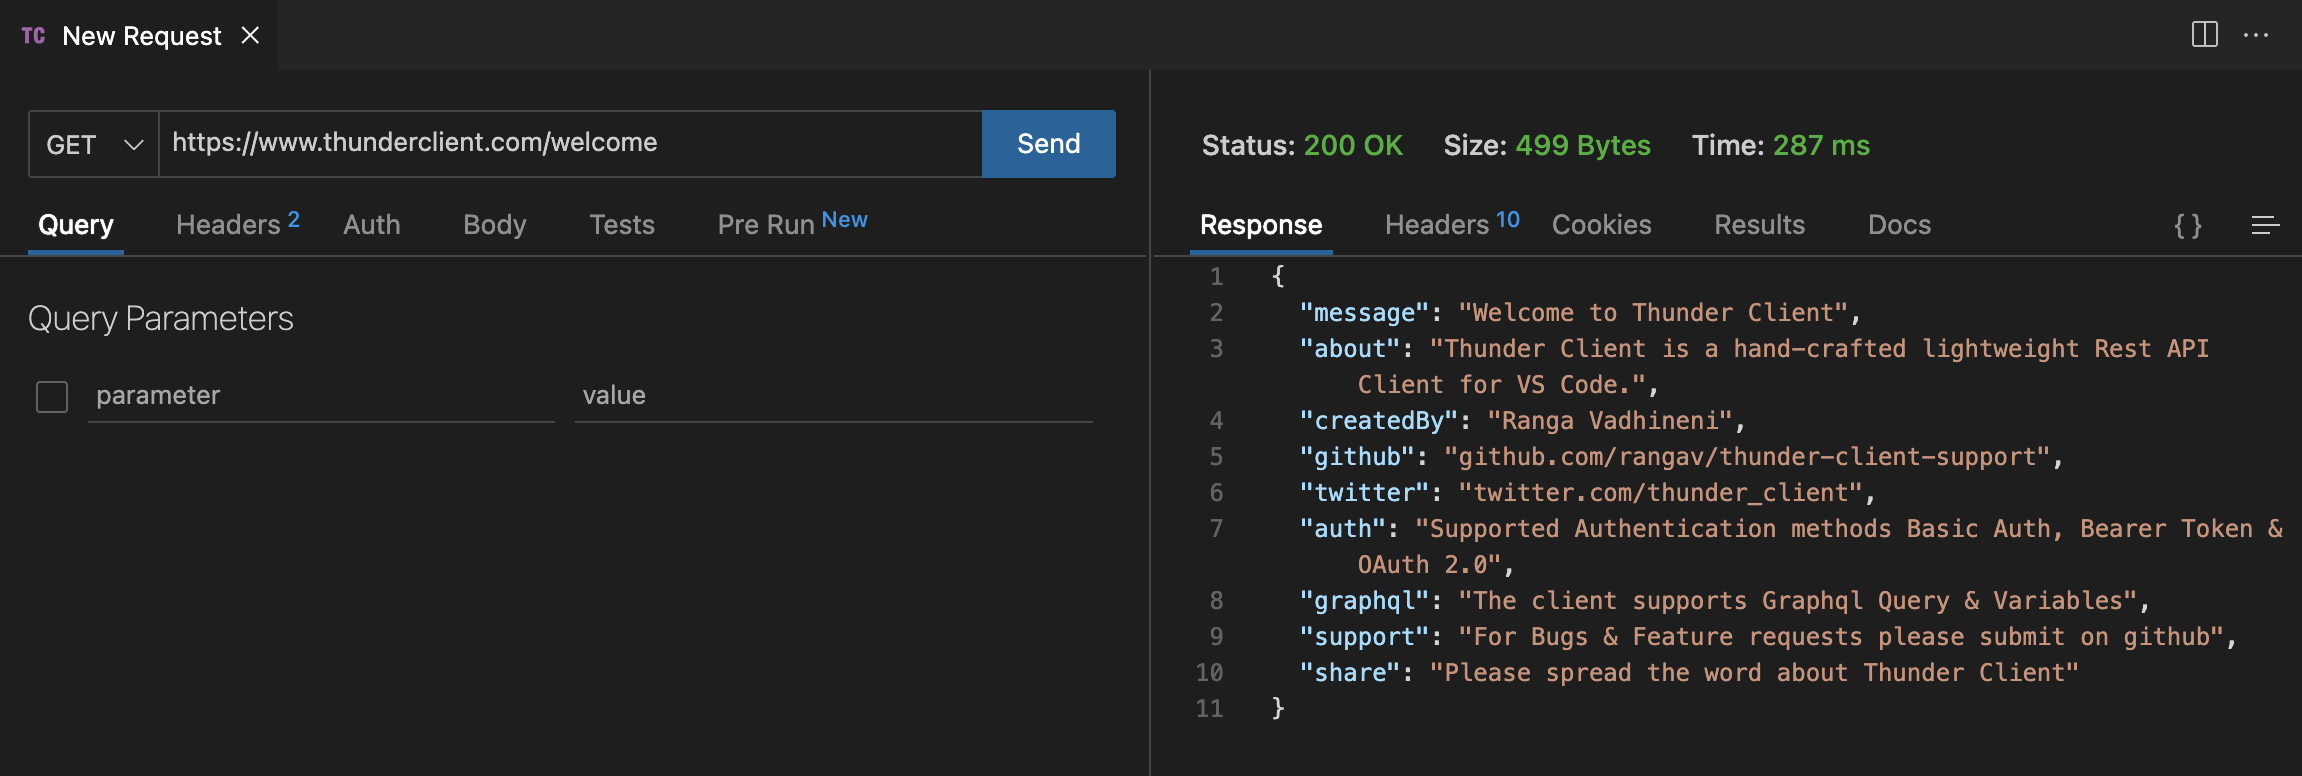 TC New Request
GET https://www.thunderclient.com/welcome Send
Query Headers 2 Auth Body Tests Pre Run New
Query Parameters
parameter value
Status: 200 OK Size: 499 Bytes Time: 287 ms
Response Headers 10 Cookies Results Docs { }
1 {
2 "message": "Welcome to Thunder Client",
3 "about": "Thunder Client is a hand-crafted lightweight Rest API
Client for VS Code.",
4 "createdBy": "Ranga Vadhineni",
5 "github": "github.com/rangav/thunder-client-support",
6 "twitter": "twitter.com/thunder_client",
7 "auth": "Supported Authentication methods Basic Auth, Bearer Token &
OAuth 2.0",
8 "graphql": "The client supports Graphql Query & Variables",
9 "support": "For Bugs & Feature requests please submit on github",
10 "share": "Please spread the word about Thunder Client"
11 }